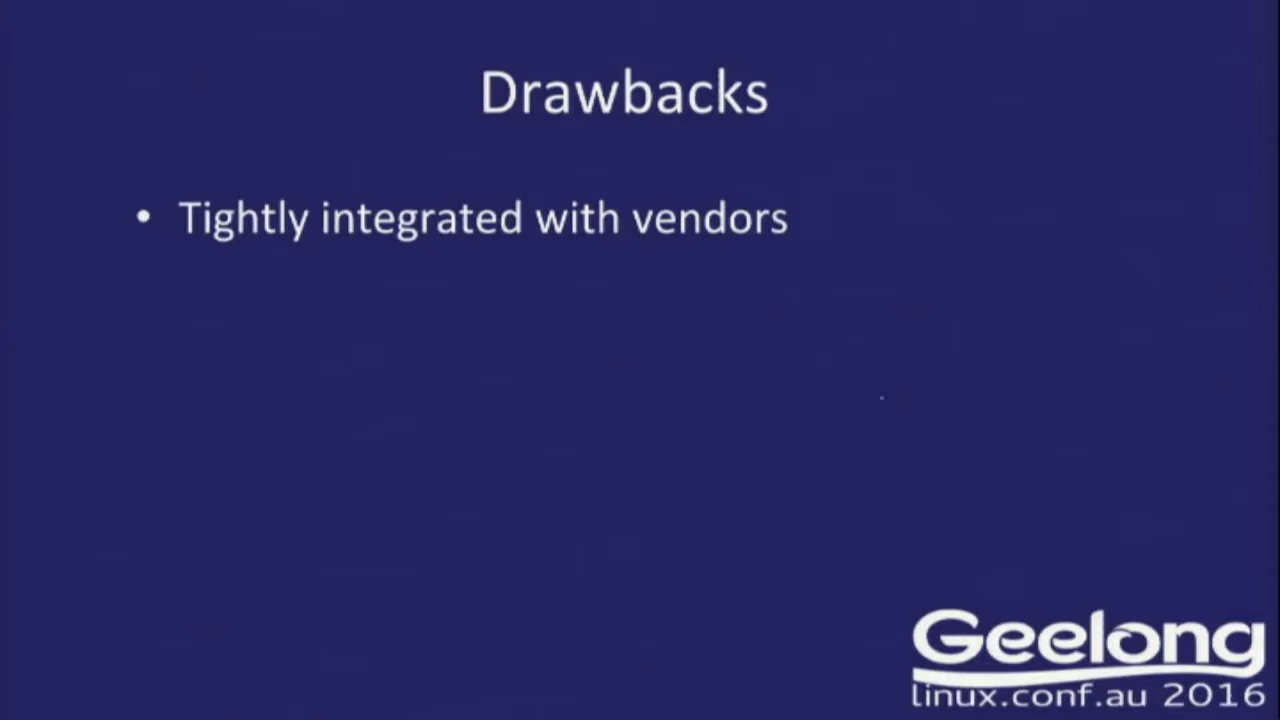 Drawbacks
• Tightly integrated with vendors
Geelong
linux.conf.au 2016